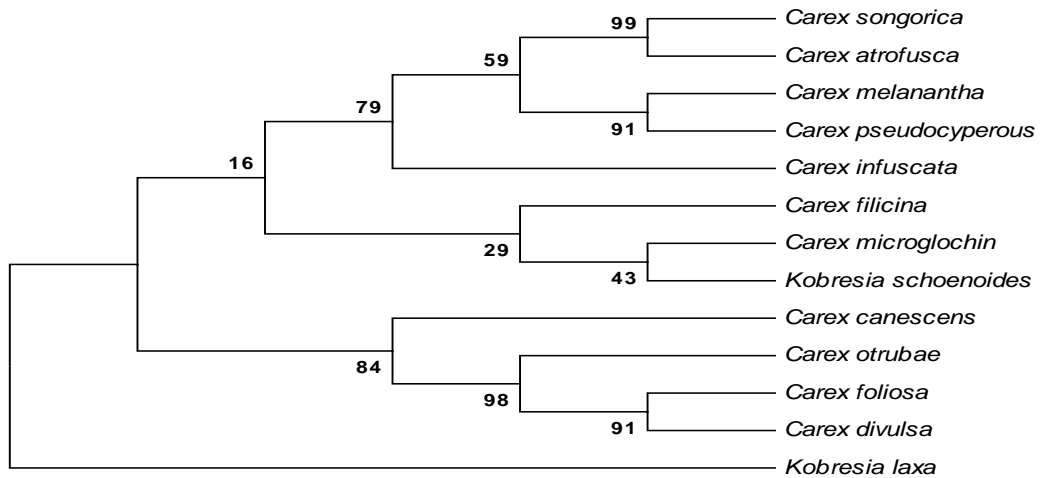 99
Carex songorica
Carex atrofusca
59
Carex melanantha
91
Carex pseudocyperous
79
Carex infuscata
16
Carex filicina
29
Carex microglochin
43
Kobresia schoenoides
Carex canescens
84
Carex otrubae
98
Carex foliosa
91
Carex divulsa
Kobresia laxa